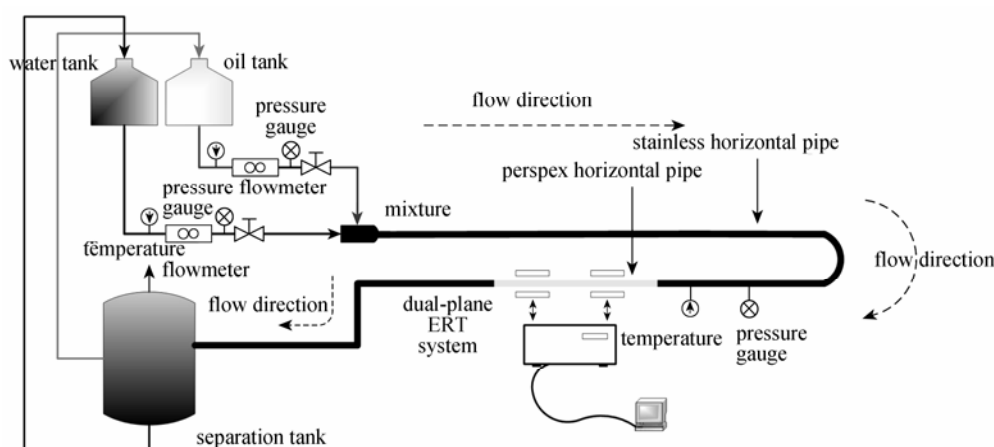 water tank
oil tank
pressure
gauge
flow direction
stainless horizontal pipe
perspex horizontal pipe
pressure flowmeter
gauge
mixture
temperature
flowmeter
flow direction
flow direction
dual-plane
ERT
system
temperature
pressure
gauge
separation tank